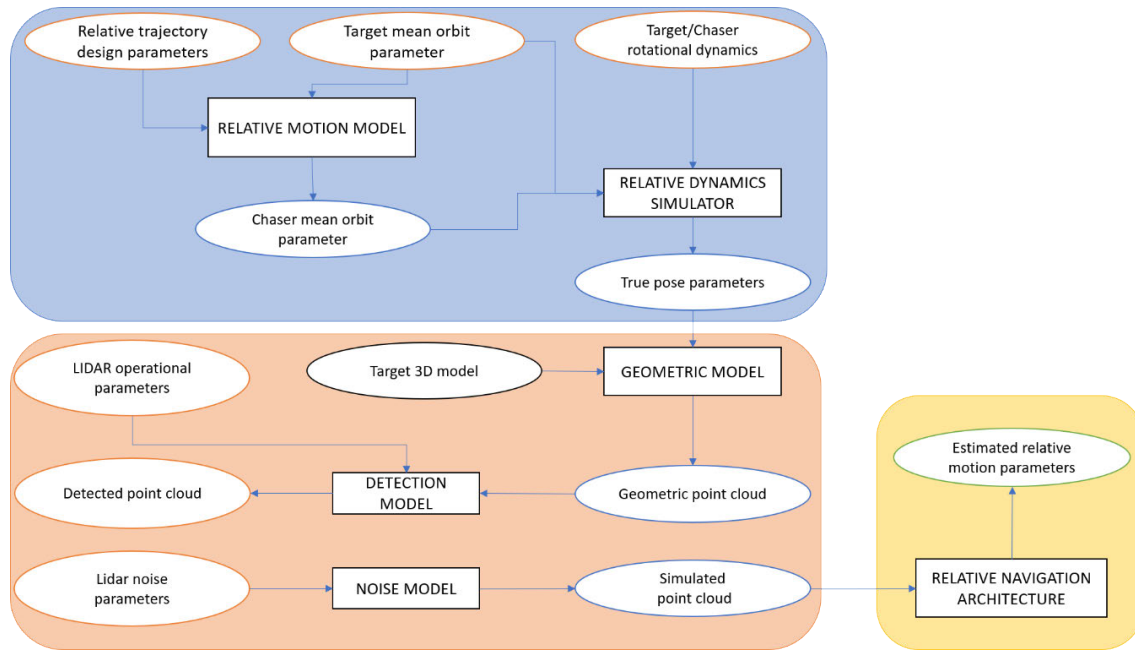 Relative trajectory
design parameters
Target mean orbit
parameter
Target/Chaser
rotational dynamics
RELATIVE MOTION MODEL
RELATIVE DYNAMICS
SIMULATOR
Chaser mean orbit
parameter
True pose parameters
LIDAR operational
parameters
Target 3D model
GEOMETRIC MODEL
Estimated relative
motion parameters
Detected point cloud
DETECTION
MODEL
Geometric point cloud
Lidar noise
parameters
NOISE MODEL
Simulated
point cloud
RELATIVE NAVIGATION
ARCHITECTURE